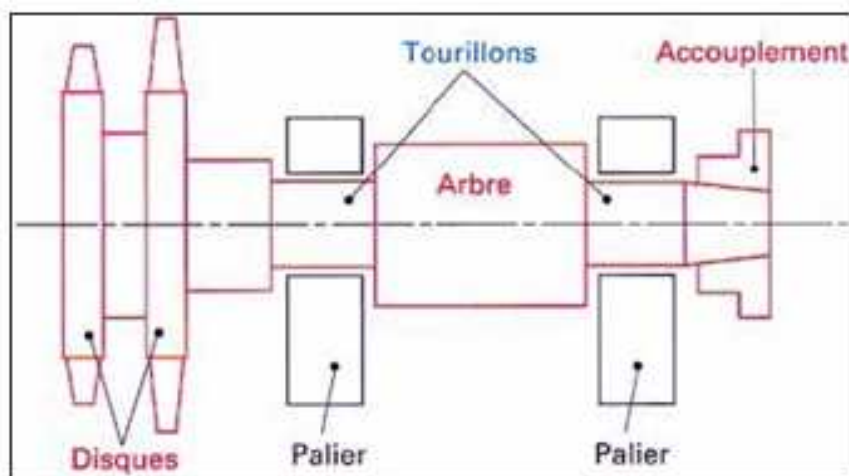 Tourillons
Accouplement
Arbre
Disques
Palier
Palier